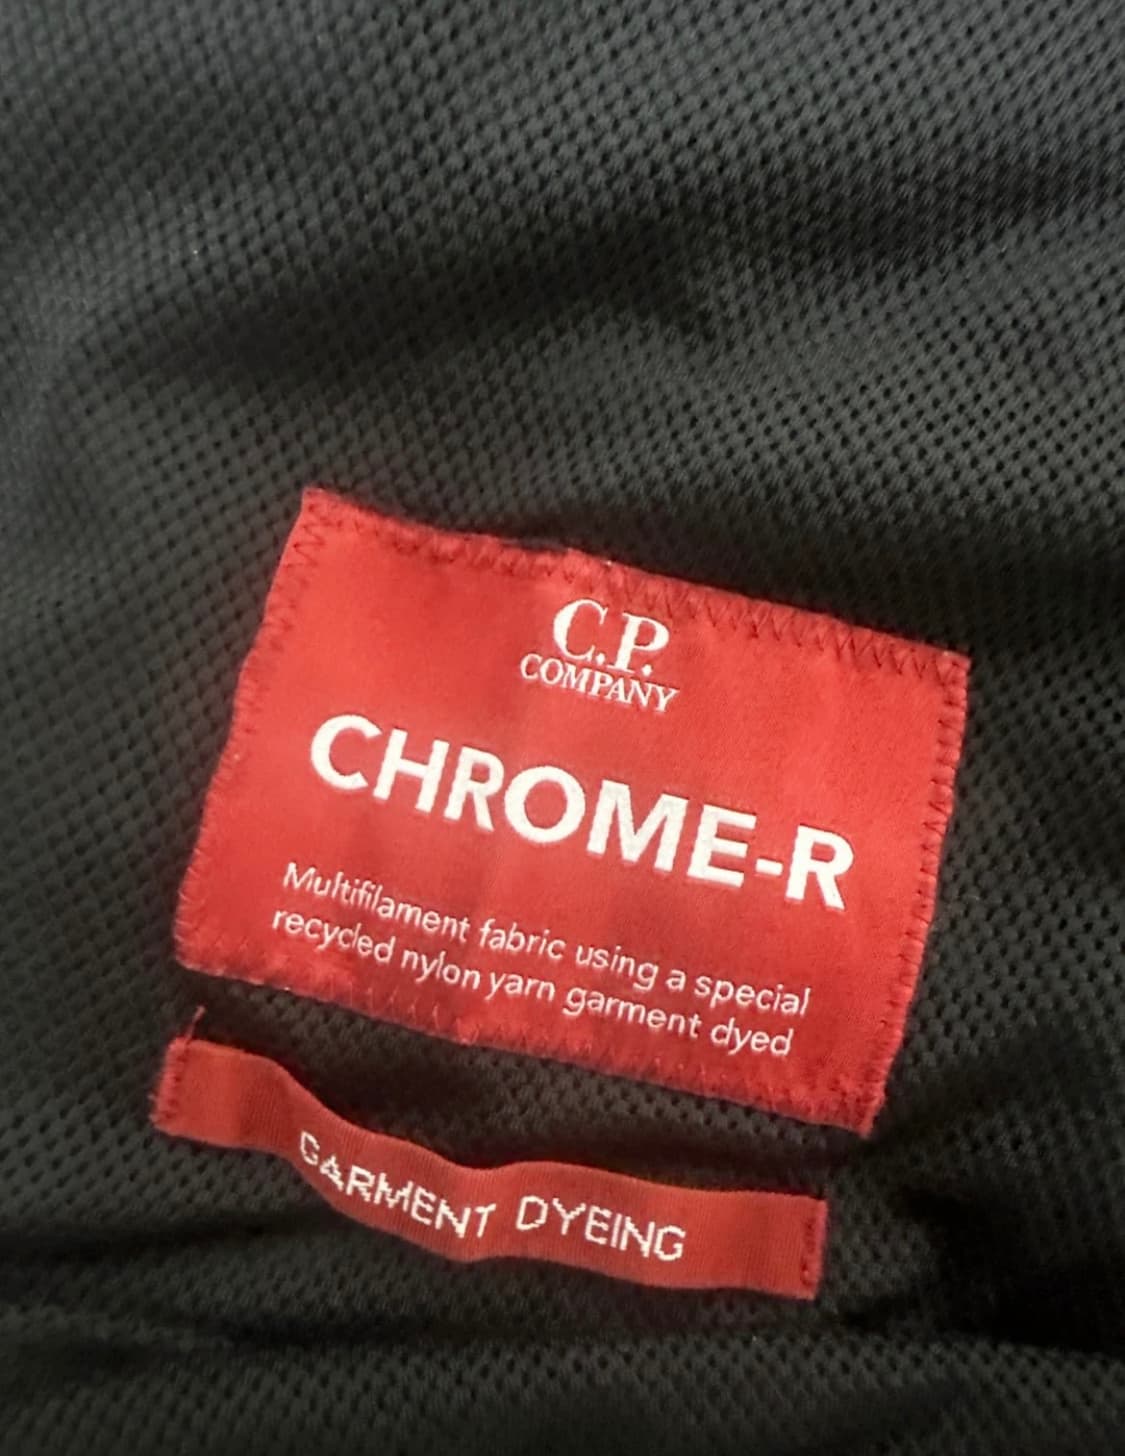 C.P.
COMPANY
CHROME-R
Multifilament fabric using a special
recycled nylon yarn garment dyed
GARMENT DYEING